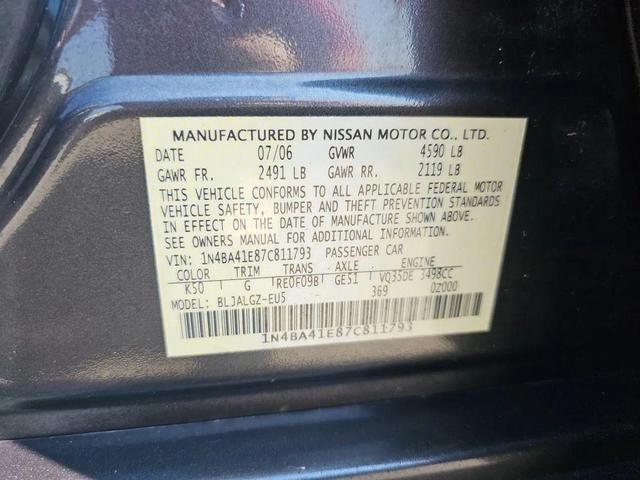 MANUFACTURED BY NISSAN MOTOR CO., LTD.
DATE 07/06 GVWR 4590 LB
GAWR FR. 2491 LB GAWR RR. 2119 LB
THIS VEHICLE CONFORMS TO ALL APPLICABLE FEDERAL MOTOR
VEHICLE SAFETY, BUMPER AND THEFT PREVENTION STANDARDS
IN EFFECT ON THE DATE OF MANUFACTURE SHOWN ABOVE.
SEE OWNERS MANUAL FOR ADDITIONAL INFORMATION.
VIN: 1N4BA41E87C811793 PASSENGER CAR
COLOR TRIM TRANS AXLE ENGINE
K50 G RE0F09B GE51 VQ35DE 3498CC
MODEL: BLJALGZ-EU5 369 0Z000
1N4BA41E87C811793